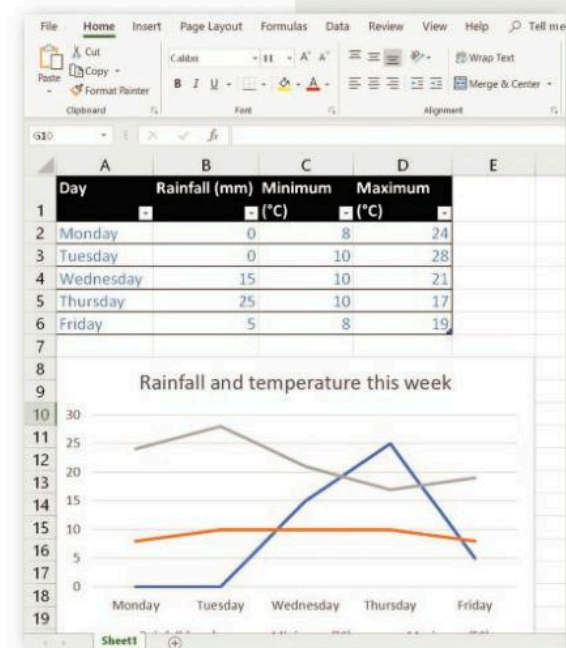 File Home Insert Page Layout Formulas Data Review View Help Tell me
Cut
Copy
Format Painter
Paste
Calibri 11 A A
B I U A
Wrap Text
Merge & Center
Clipboard Font Alignment
G10 fx
A B C D E
Day Rainfall (mm) Minimum Maximum
1 (°C) (°C)
2 Monday 0 8 24
3 Tuesday 0 10 28
4 Wednesday 15 10 21
5 Thursday 25 10 17
6 Friday 5 8 19
7
8
9
10
11
12
13
14
15
16
17
18
19
Rainfall and temperature this week
30
25
20
15
10
5
0
Monday Tuesday Wednesday Thursday Friday
Sheet1